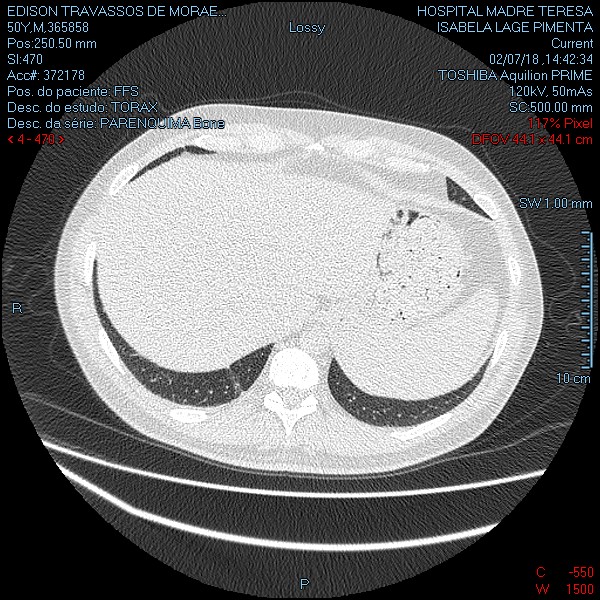 EDISON TRAVASSOS DE MORAE...
50Y,M,365858
Pos:250.50 mm
SI:470
Acc#: 372178
Pos. do paciente: FFS
Desc. do estudo: TORAX
Desc. da série: PARENQUIMA Bone
< 4 - 470 >
Lossy
HOSPITAL MADRE TERESA
ISABELA LAGE PIMENTA
Current
02/07/18 ,14:42:34
TOSHIBA Aquilion PRIME
120kV, 50mAs
SC:500.00 mm
117% Pixel
DFOV 44.1 x 44.1 cm
SW:1.00 mm
R
10 cm
P
C -550
W 1500